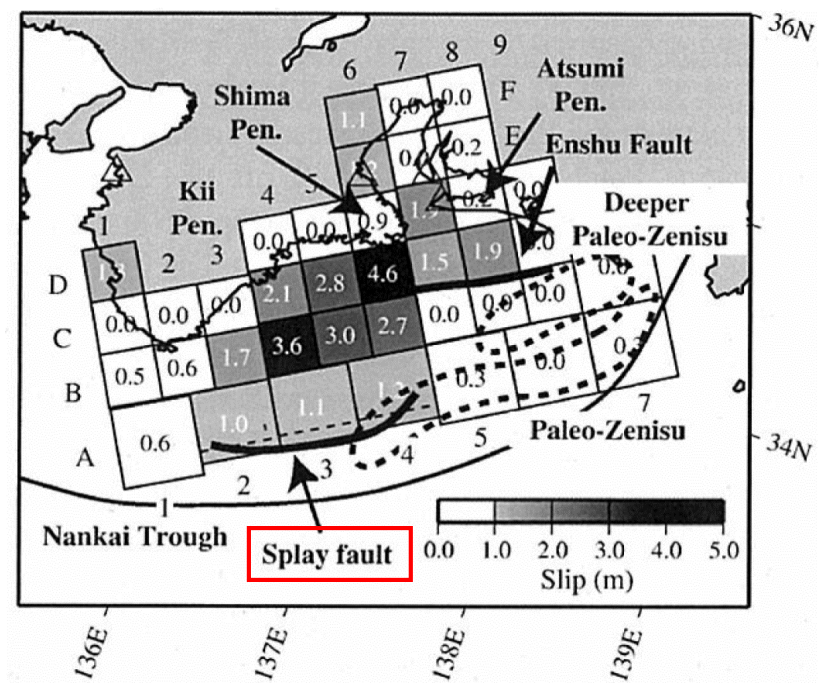 36N
6 7 8 9
Atsumi
Pen.
Shima
Pen.
1.1 0.0 0.0 F
0.2 E
Enshu Fault
Kii
Pen.
4 5
0.9 1.9 0.2 0.0
Deeper
Paleo-Zenisu
1 2 3
0.0 0.0 0.0
D 2.1 2.8 4.6 1.5 1.9 0.0
C 0.0 0.0 0.0 3.6 3.0 2.7 0.0 0.0 0.0
B 0.5 0.6 1.7 0.3 0.0 0.3
A 0.6 1.0 1.1
7
Paleo-Zenisu
34N
1 2 3 4 5
Nankai Trough
Splay fault
0.0 1.0 2.0 3.0 4.0 5.0
Slip (m)
136E 137E 138E 139E